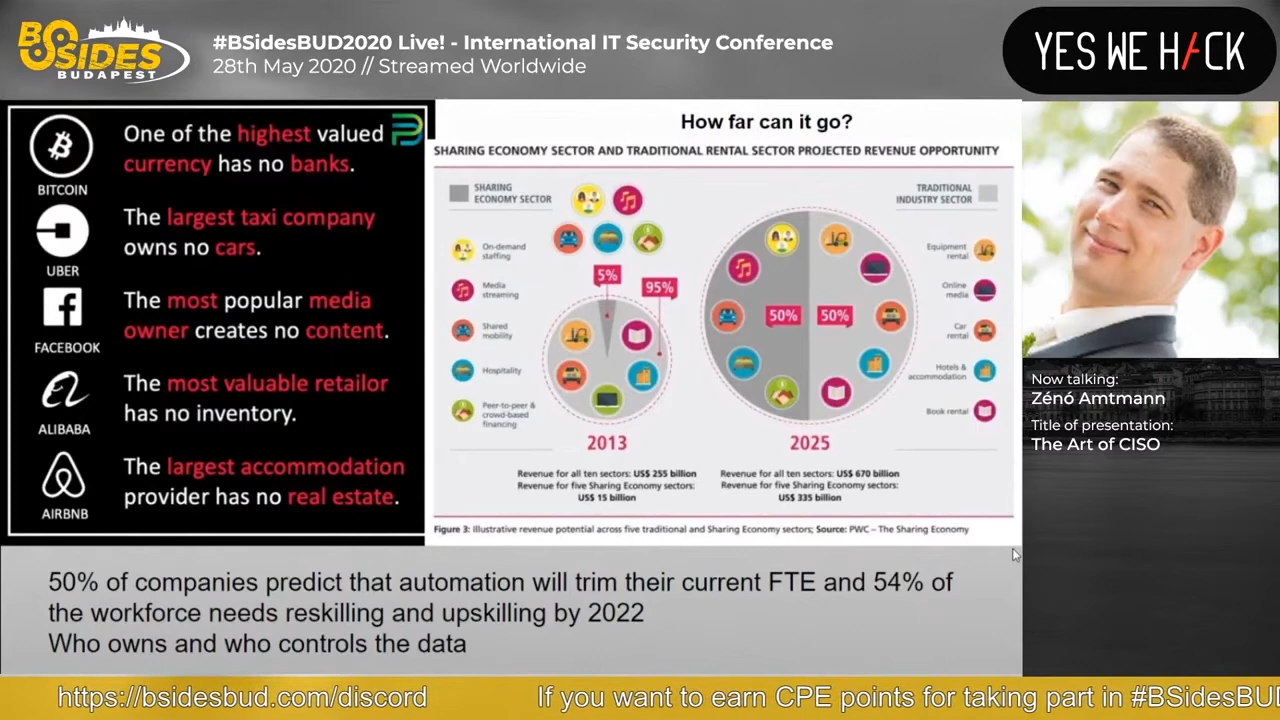 BSIDES
BUDAPEST
#BSidesBUD2020 Live! - International IT Security Conference
28th May 2020 // Streamed Worldwide
YES WE H/CK
BITCOIN
One of the highest valued
currency has no banks.
UBER
The largest taxi company
owns no cars.
FACEBOOK
The most popular media
owner creates no content.
ALIBABA
The most valuable retailor
has no inventory.
AIRBNB
The largest accommodation
provider has no real estate.
How far can it go?
SHARING ECONOMY SECTOR AND TRADITIONAL RENTAL SECTOR PROJECTED REVENUE OPPORTUNITY
SHARING
ECONOMY SECTOR
On-demand
staffing
Media
streaming
Shared
mobility
Hospitality
Peer-to-peer &
crowd-based
financing
5%
95%
2013
Revenue for all ten sectors: US$ 255 billion
Revenue for five Sharing Economy sectors:
US$ 15 billion
50%
50%
2025
Revenue for all ten sectors: US$ 670 billion
Revenue for five Sharing Economy sectors:
US$ 335 billion
TRADITIONAL
INDUSTRY SECTOR
Equipment
rental
Online
media
Car
rental
Hotels &
accommodation
Book rental
Figure 3: Illustrative revenue potential across five traditional and Sharing Economy sectors; Source: PWC – The Sharing Economy
Now talking:
Zénó Amtmann
Title of presentation:
The Art of CISO
50% of companies predict that automation will trim their current FTE and 54% of
the workforce needs reskilling and upskilling by 2022
Who owns and who controls the data
https://bsidesbud.com/discord
If you want to earn CPE points for taking part in #BSidesBUD